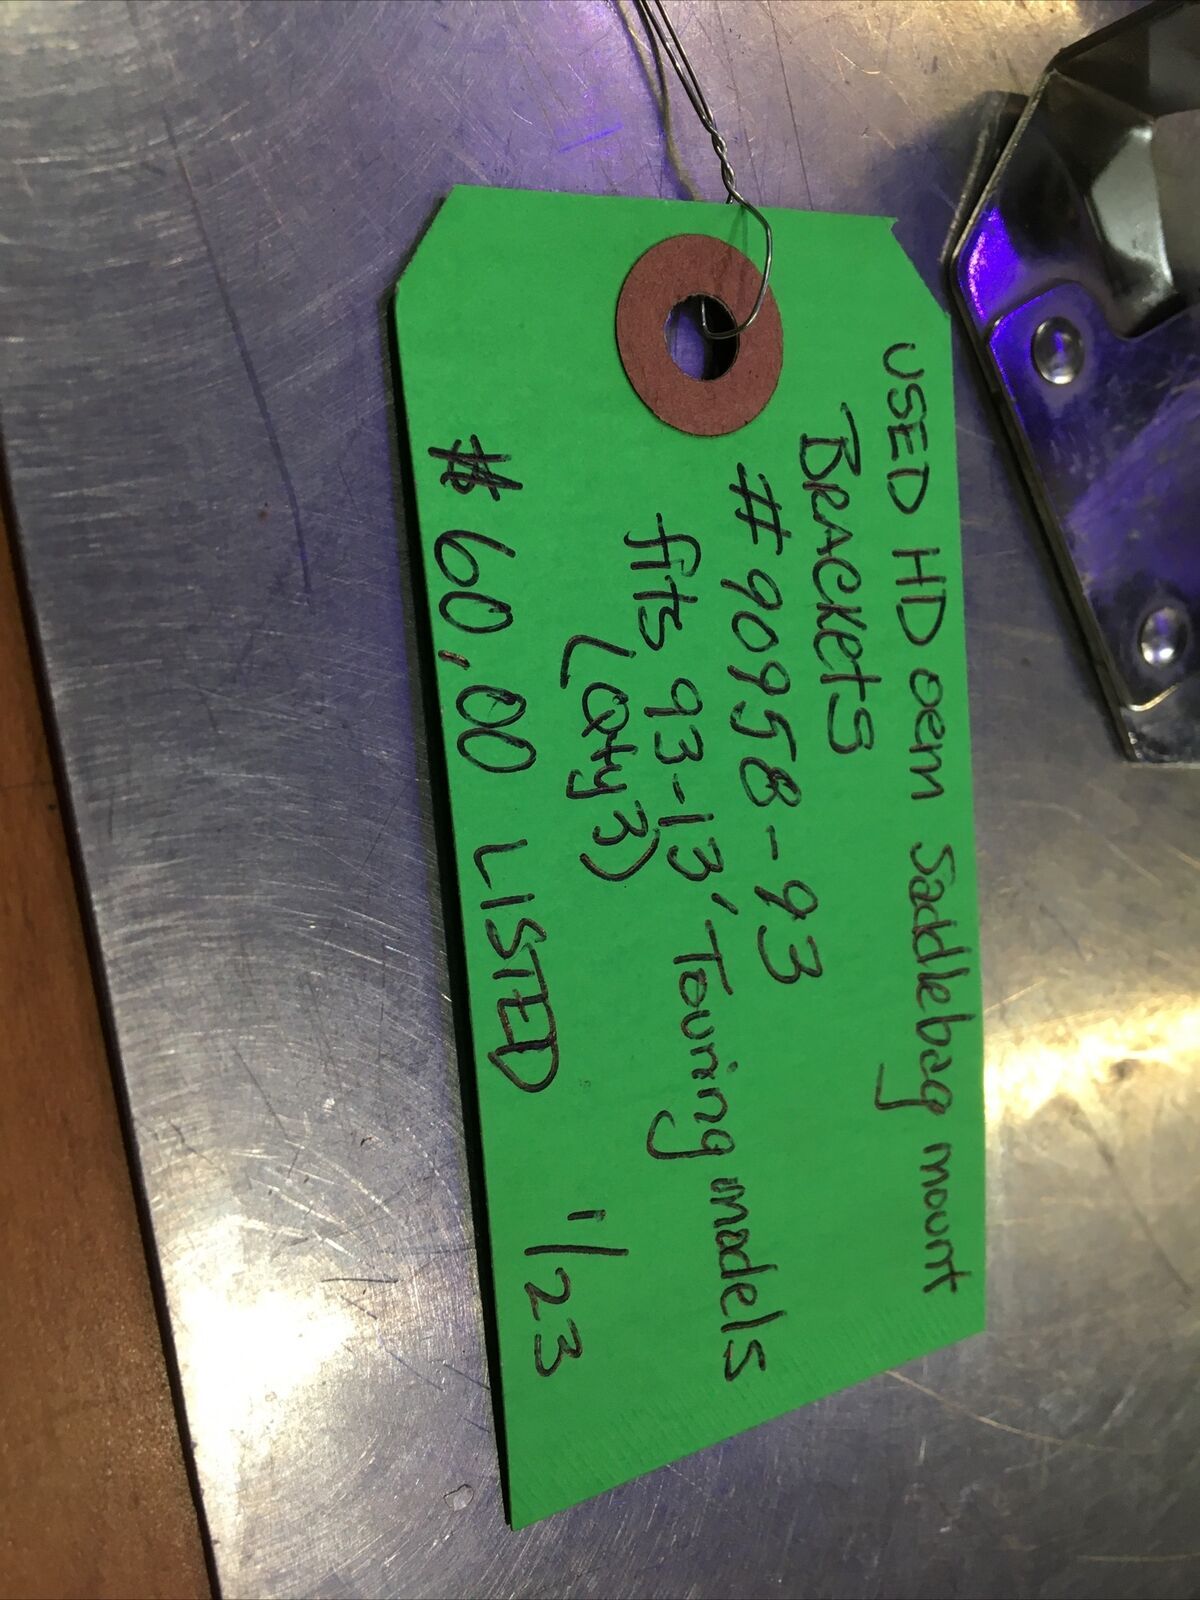 USED HD oem Saddlebag mount
BRACKEtS
#90958-93
fits 93-13' Touring models
(Qty 3)
$60.00 LISTED 1/23